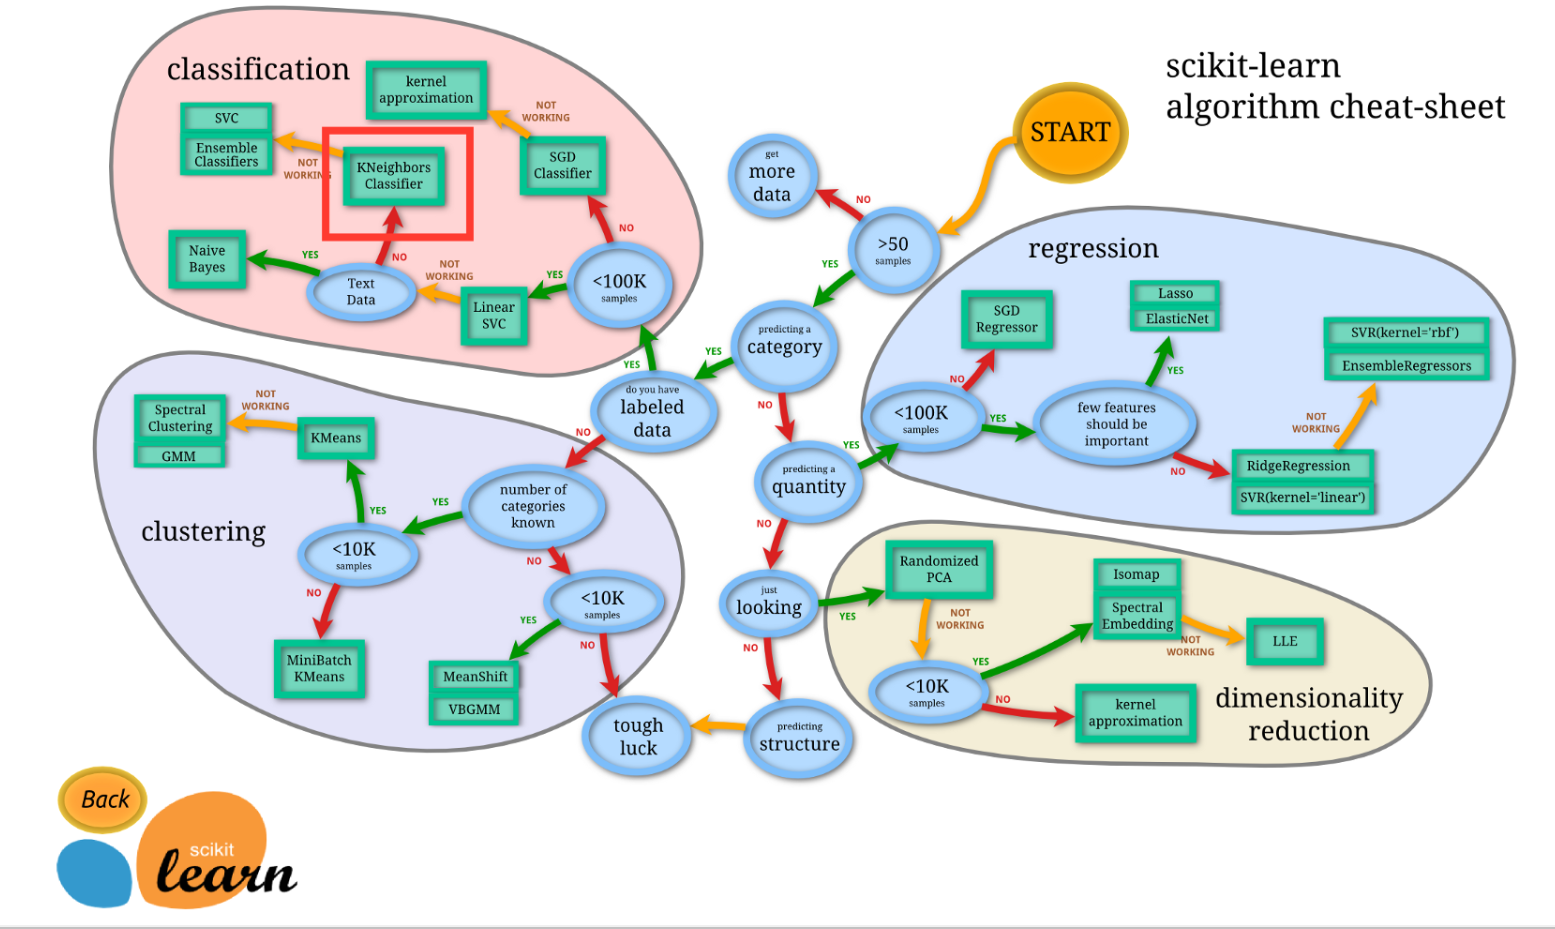 scikit-learn
algorithm cheat-sheet
START
classification
kernel
approximation
NOT
WORKING
SVC
Ensemble
Classifiers
NOT
WORKING
KNeighbors
Classifier
SGD
Classifier
NO
Naive
Bayes
YES
Text
Data
NO
NOT
WORKING
Linear
SVC
YES
<100K
samples
YES
get
more
data
NO
>50
samples
YES
predicting a
category
YES
NO
do you have
labeled
data
NO
predicting a
quantity
YES
NO
just
looking
YES
NO
predicting
structure
tough
luck
regression
SGD
Regressor
Lasso
ElasticNet
SVR(kernel='rbf')
EnsembleRegressors
NO
YES
<100K
samples
YES
few features
should be
important
NOT
WORKING
NO
RidgeRegression
SVR(kernel='linear')
clustering
Spectral
Clustering
GMM
NOT
WORKING
KMeans
YES
<10K
samples
YES
number of
categories
known
NO
NO
MiniBatch
KMeans
<10K
samples
YES
NO
MeanShift
VBGMM
dimensionality
reduction
Randomized
PCA
NOT
WORKING
Isomap
Spectral
Embedding
NOT
WORKING
LLE
YES
<10K
samples
NO
kernel
approximation
Back
scikit
learn